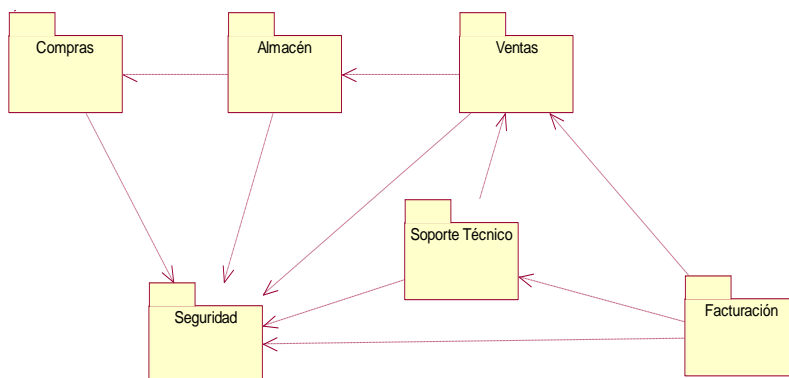 Compras
Almacén
Ventas
Soporte Técnico
Seguridad
Facturación